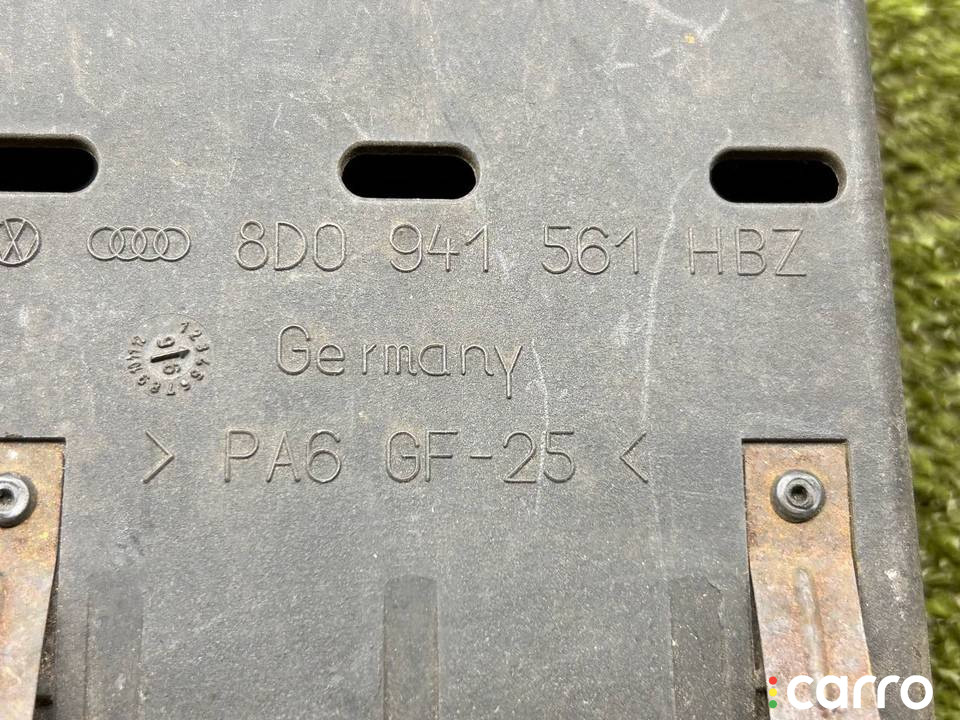 8D0 941 561 HBZ
Germany
> PA6 GF-25 <
carro